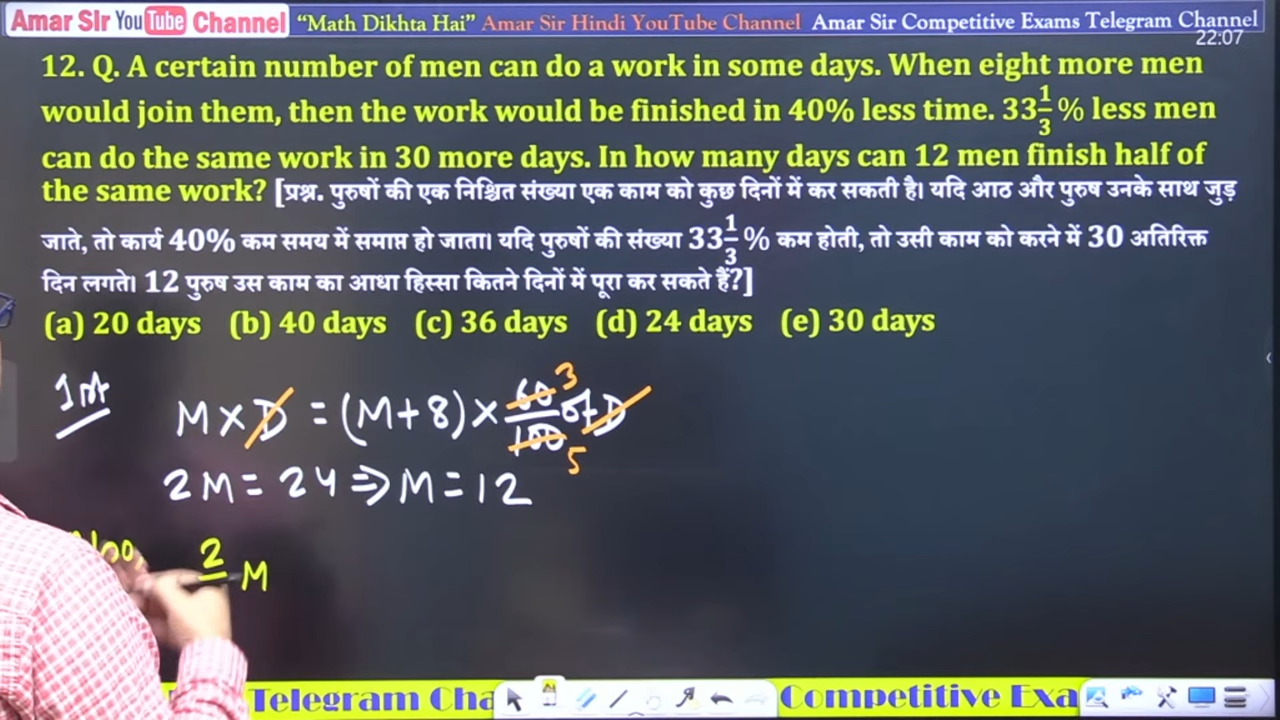 Amar Sir YouTube Channel "Math Dikhta Hai" Amar Sir Hindi YouTube Channel Amar Sir Competitive Exams Telegram Channel
22:07
12. Q. A certain number of men can do a work in some days. When eight more men
would join them, then the work would be finished in 40% less time. 33 1/3 % less men
can do the same work in 30 more days. In how many days can 12 men finish half of
the same work? [प्रश्न. पुरुषों की एक निश्चित संख्या एक काम को कुछ दिनों में कर सकती है। यदि आठ और पुरुष उनके साथ जुड़
जाते, तो कार्य 40% कम समय में समाप्त हो जाता। यदि पुरुषों की संख्या 33 1/3 % कम होती, तो उसी काम को करने में 30 अतिरिक्त
दिन लगते। 12 पुरुष उस काम का आधा हिस्सा कितने दिनों में पूरा कर सकते हैं?]
(a) 20 days (b) 40 days (c) 36 days (d) 24 days (e) 30 days
1st M × D = (M+8) × 60/100 of D
3
5
2M = 24 ⇒ M = 12
2 M
Telegram Cha Competitive Exa